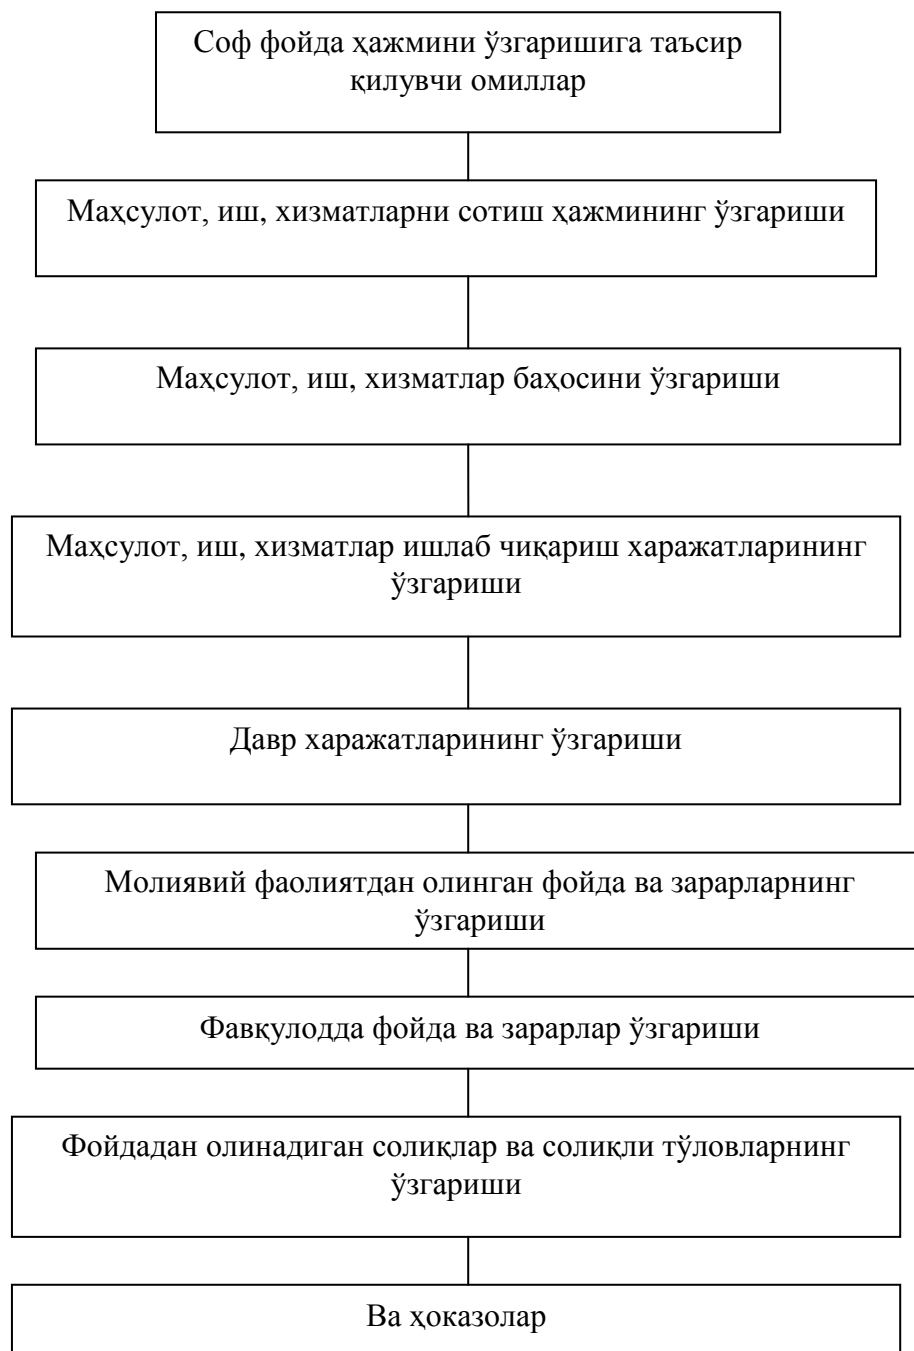 Соф фойда ҳажмини ўзгаришига таъсир
қилувчи омиллар
Маҳсулот, иш, хизматларни сотиш ҳажмининг ўзгариши
Маҳсулот, иш, хизматлар баҳосини ўзгариши
Маҳсулот, иш, хизматлар ишлаб чиқариш харажатларининг
ўзгариши
Давр харажатларининг ўзгариши
Молиявий фаолиятдан олинган фойда ва зарарларнинг
ўзгариши
Фавқулодда фойда ва зарарлар ўзгариши
Фойдадан олинадиган солиқлар ва солиқли тўловларнинг
ўзгариши
Ва ҳоказолар